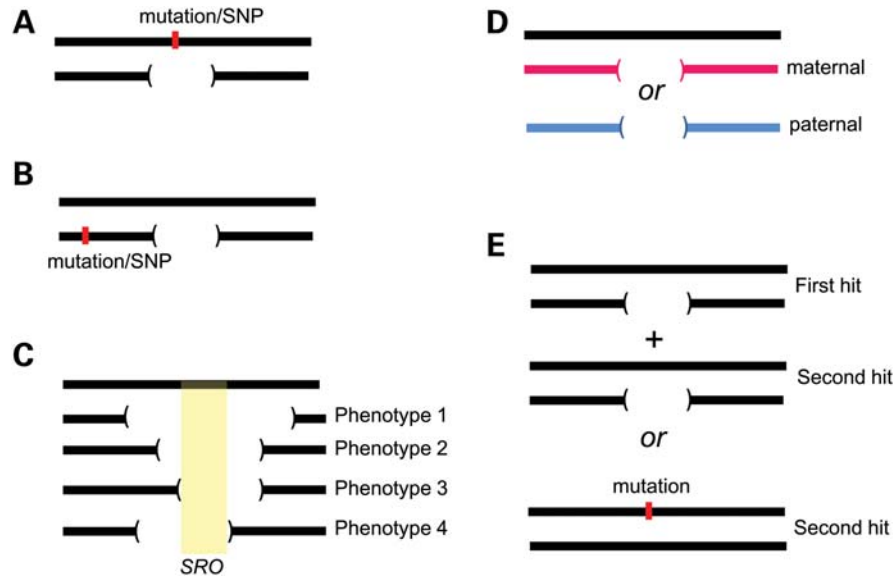 A
mutation/SNP
B
mutation/SNP
C
Phenotype 1
Phenotype 2
Phenotype 3
Phenotype 4
SRO
D
maternal
or
paternal
E
First hit
+
Second hit
or
mutation
Second hit